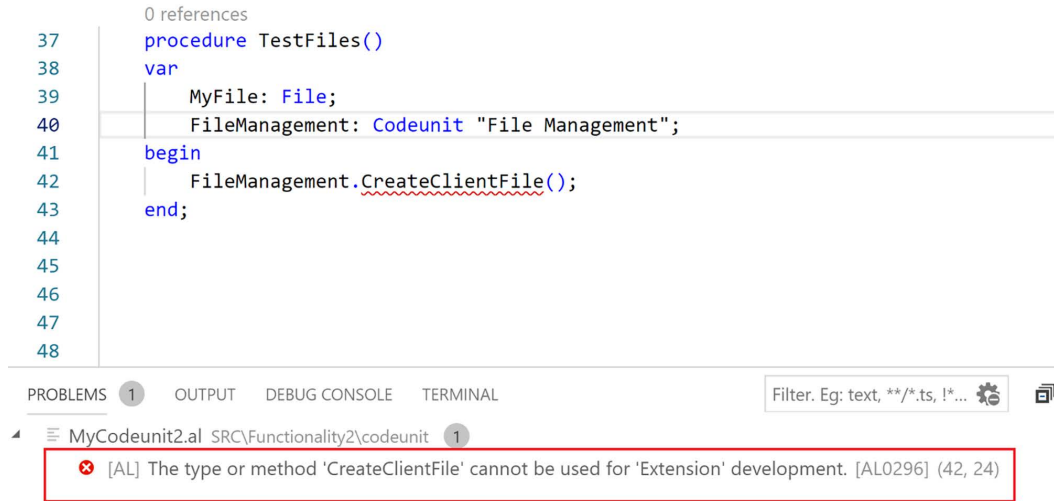 0 references
37 procedure TestFiles()
38 var
39 MyFile: File;
40 FileManagement: Codeunit "File Management";
41 begin
42 FileManagement.CreateClientFile();
43 end;
44
45
46
47
48
PROBLEMS 1 OUTPUT DEBUG CONSOLE TERMINAL Filter. Eg: text, **/*.ts, !*...
MyCodeunit2.al SRC\Functionality2\codeunit 1
[AL] The type or method 'CreateClientFile' cannot be used for 'Extension' development. [AL0296] (42, 24)